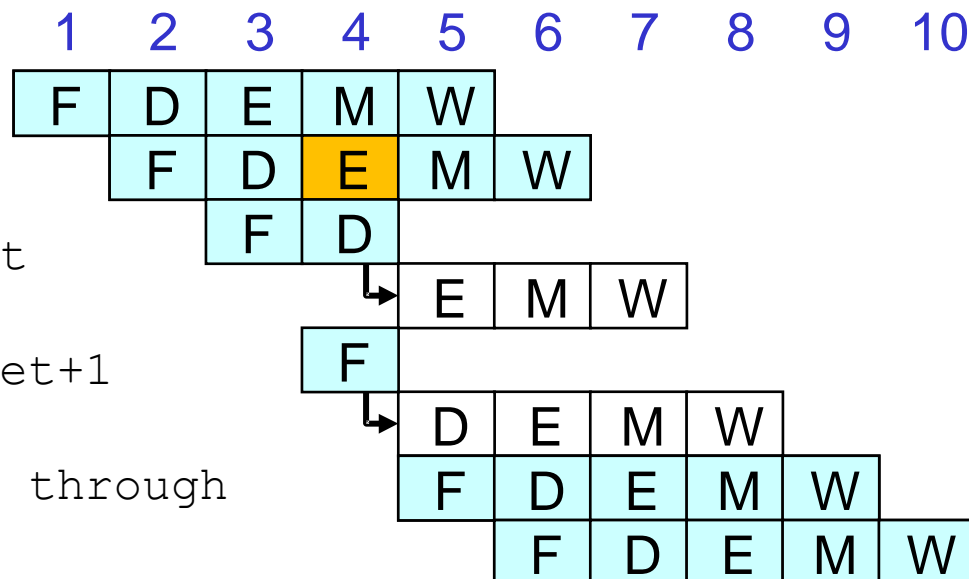 1 2 3 4 5 6 7 8 9 10
F D E M W
F D E M W
F D
t
E M W
F
et+1
D E M W
through
F D E M W
F D E M W